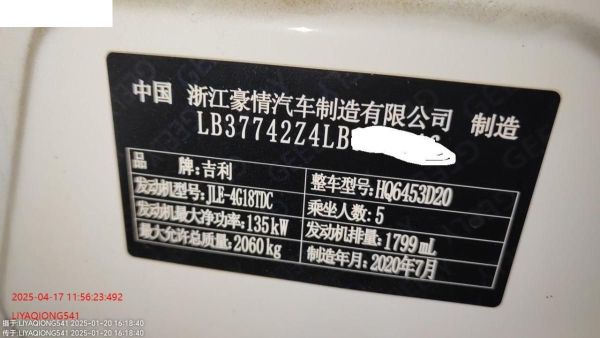 中国 浙江豪情汽车制造有限公司 制造
LB37742Z4LB
品牌:吉利 整车型号:HQ6453D20
发动机型号:JLE-4G18TDC 乘坐人数:5
发动机最大净功率:135kW 发动机排量:1799mL
最大允许总质量:2060kg 制造年月:2020年7月
2025-04-17 11:56:23:492
LIYAQIONG541
摄于:LIYAQIONG541 2025-01-20 16:18:40
传于:LIYAQIONG541 2025-01-20 16:18:40